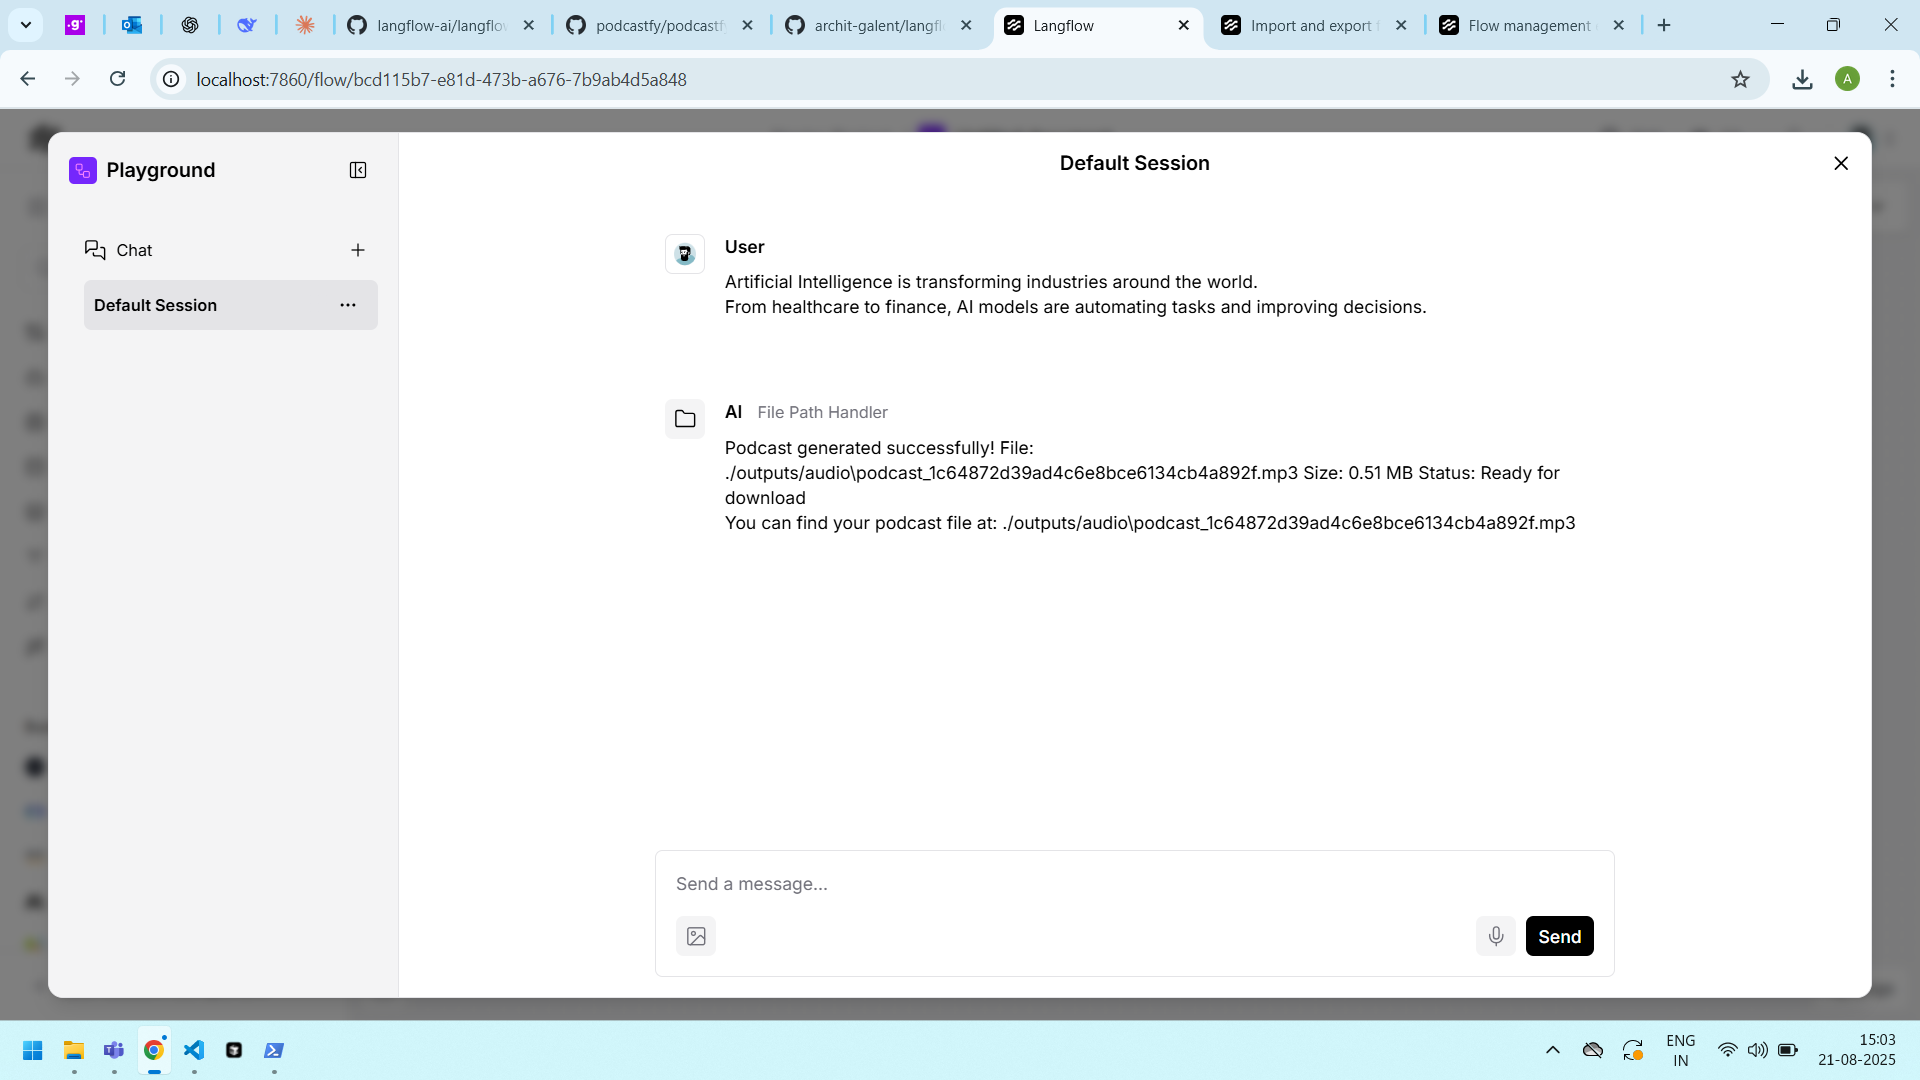 langflow-ai/langflow
podcastfy/podcastfy
archit-galent/langfl
Langflow
Import and export f
Flow management
localhost:7860/flow/bcd115b7-e81d-473b-a676-7b9ab4d5a848
A
Playground
Default Session
Chat
Default Session
User
Artificial Intelligence is transforming industries around the world.
From healthcare to finance, AI models are automating tasks and improving decisions.
AI File Path Handler
Podcast generated successfully! File:
./outputs/audio\podcast_1c64872d39ad4c6e8bce6134cb4a892f.mp3 Size: 0.51 MB Status: Ready for
download
You can find your podcast file at: ./outputs/audio\podcast_1c64872d39ad4c6e8bce6134cb4a892f.mp3
Send a message...
Send
ENG
IN
15:03
21-08-2025